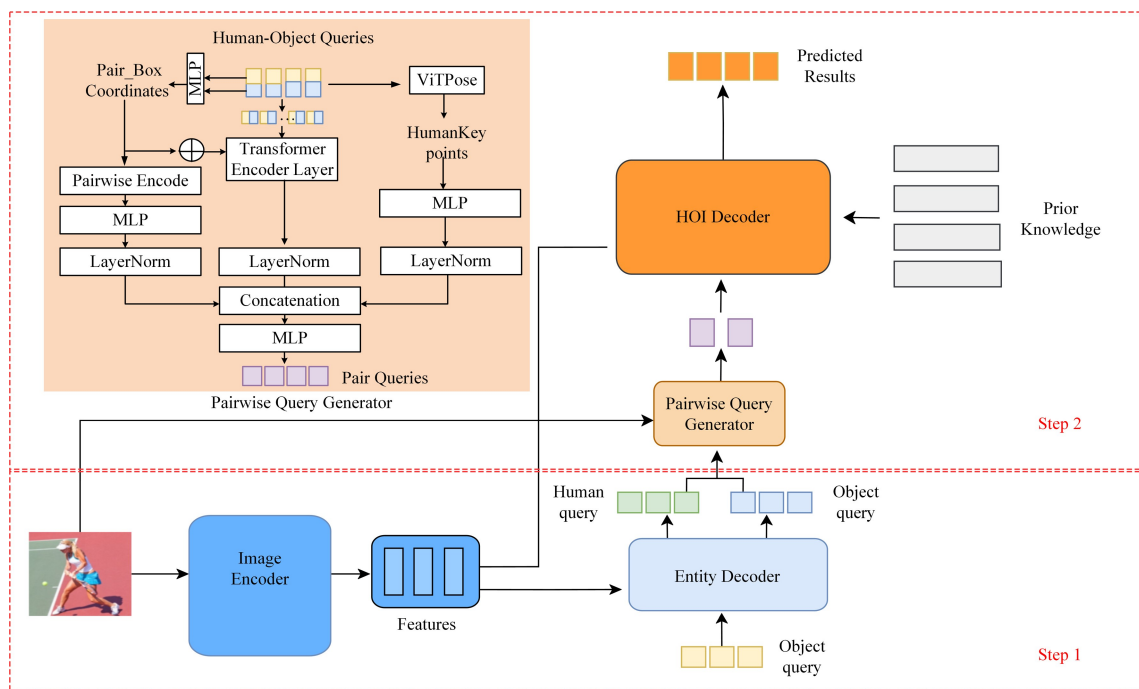 Human-Object Queries
Pair_Box
Coordinates
MLP
ViTPose
HumanKey
points
Transformer
Encoder Layer
Pairwise Encode
MLP
MLP
LayerNorm
LayerNorm
LayerNorm
Concatenation
MLP
Pair Queries
Pairwise Query Generator
Predicted
Results
HOI Decoder
Prior
Knowledge
Pairwise Query
Generator
Step 2
Human
query
Object
query
Image
Encoder
Features
Entity Decoder
Object
query
Step 1